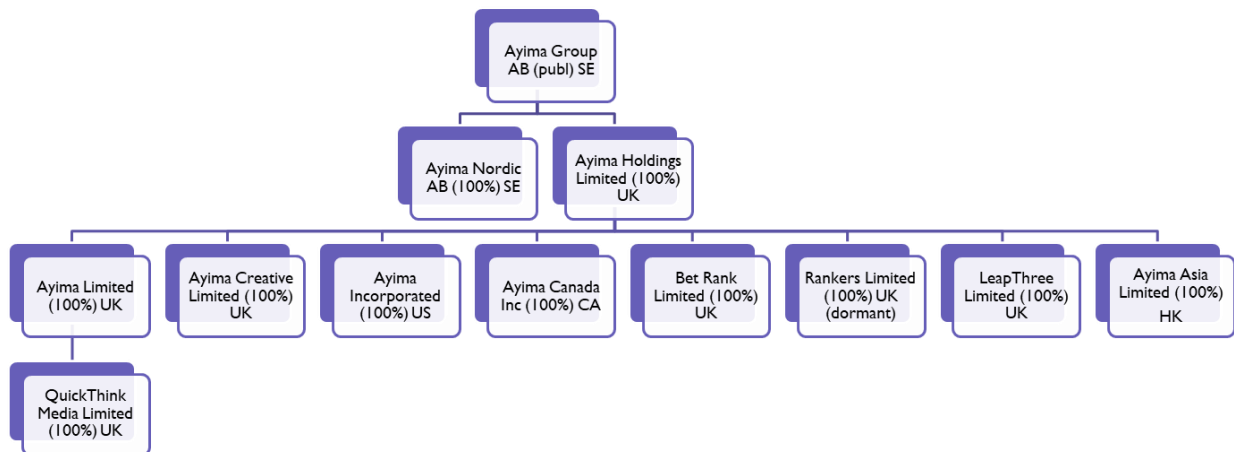 Ayima Group
AB (publ) SE
Ayima Nordic
AB (100%) SE
Ayima Holdings
Limited (100%)
UK
Ayima Limited
(100%) UK
Ayima Creative
Limited (100%)
UK
Ayima
Incorporated
(100%) US
Ayima Canada
Inc (100%) CA
Bet Rank
Limited (100%)
UK
Rankers Limited
(100%) UK
(dormant)
LeapThree
Limited (100%)
UK
Ayima Asia
Limited (100%)
HK
QuickThink
Media Limited
(100%) UK